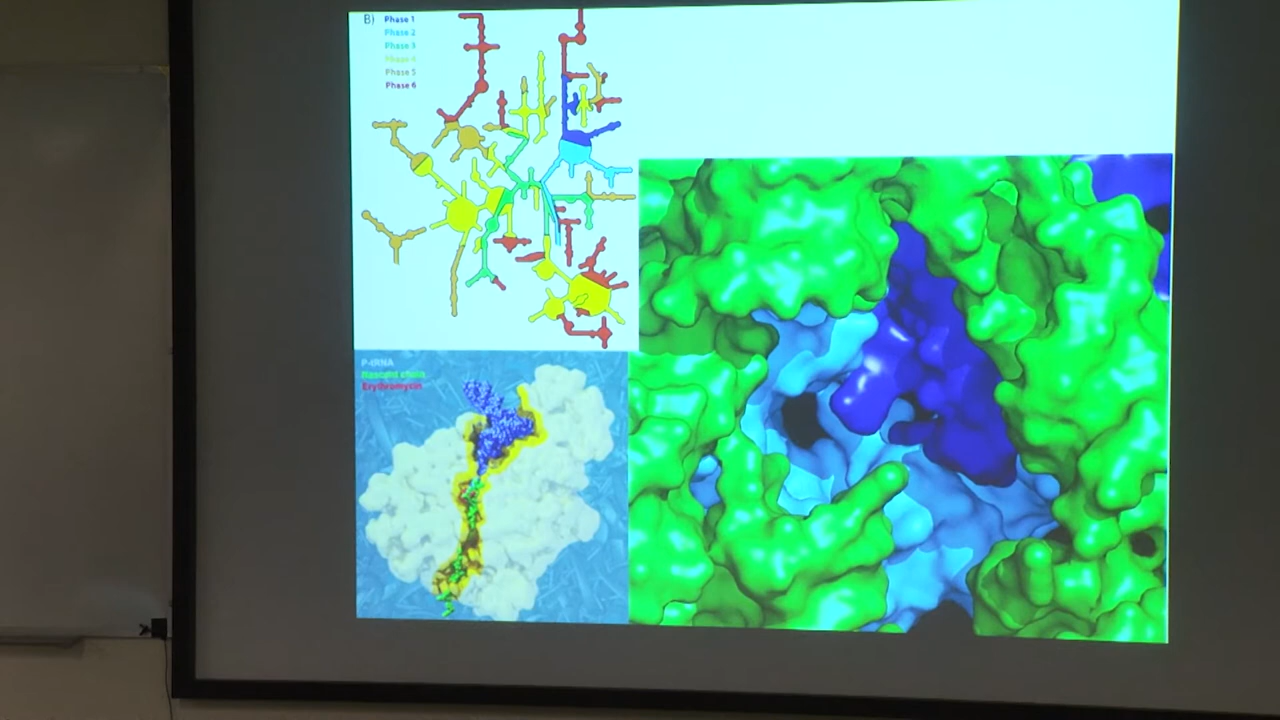 B) Phase 1
Phase 2
Phase 3
Phase 4
Phase 5
Phase 6
P-tRNA
Nascent chain
Erythromycin